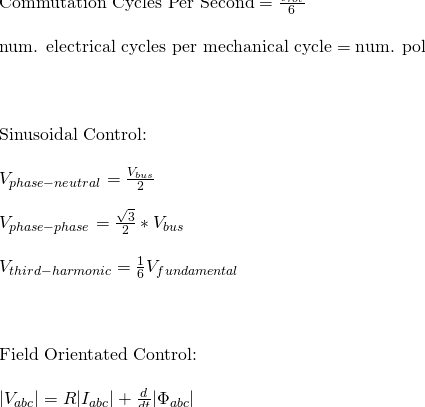 Commutation Cycles Per Second = \frac{}{6}
num. electrical cycles per mechanical cycle = num. pol
Sinusoidal Control:
V_{phase-neutral} = \frac{V_{bus}}{2}
V_{phase-phase} = \frac{\sqrt{3}}{2} * V_{bus}
V_{third-harmonic} = \frac{1}{6}V_{fundamental}
Field Orientated Control:
|V_{abc}| = R|I_{abc}| + \frac{d}{dt}|Φ_{abc}|